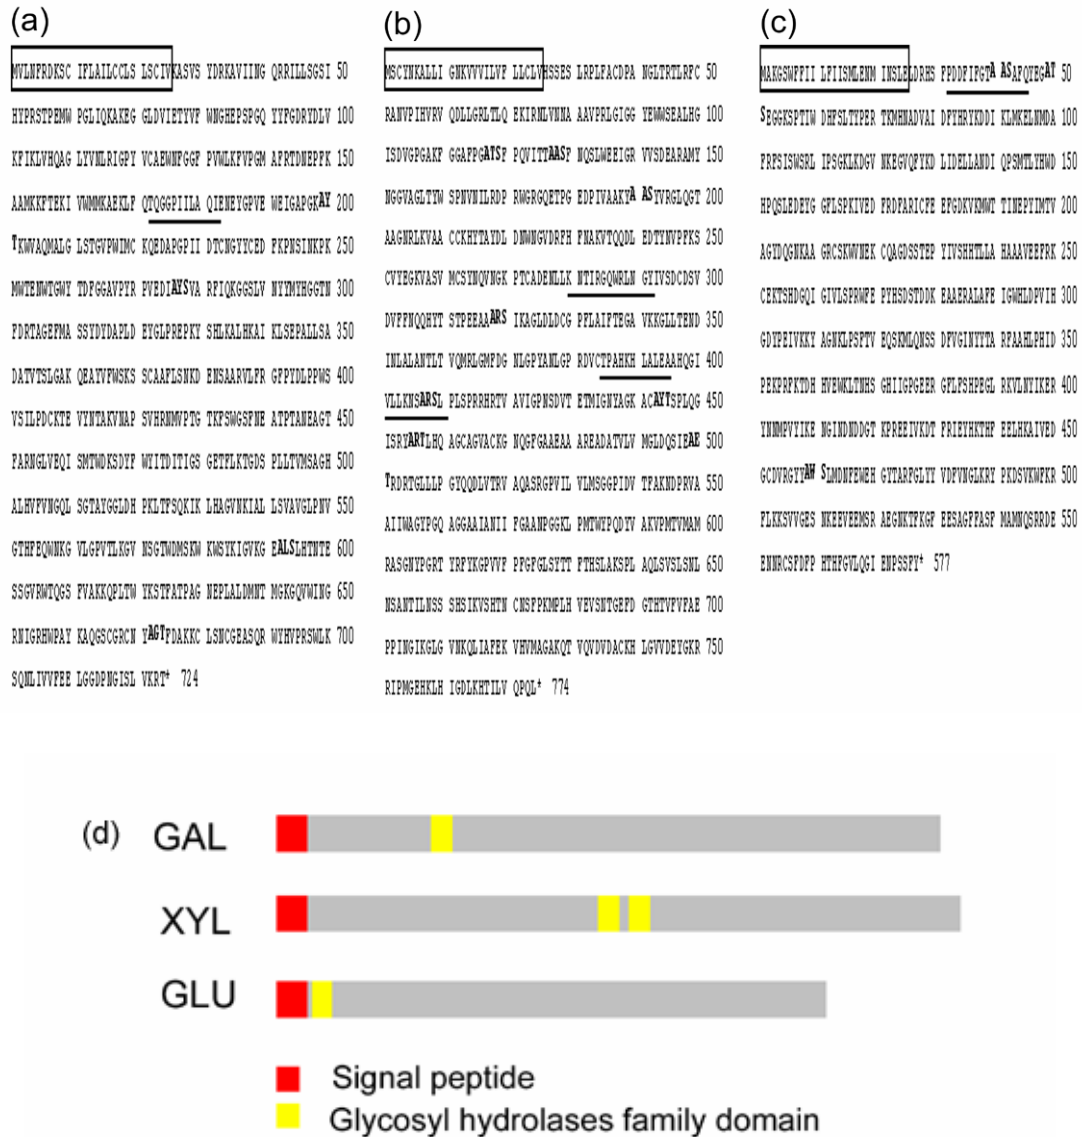 (a)
MVLNFRDKSC IFLAILCCLS LSCIVKASVS YDRKAVIING QRRILLSGSI 50
HYPRSTPEMW PGLIQKAKEG GLDVIETYVF WNGHEPSPGQ YYFGDRYDLV 100
KFIKLVHQAG LYVNLRIGPY VCAEWNFGGF PVWLKFVPGM AFRTDNEPFK 150
AAMKKFTEKI VWMMKAEKLF QTQGGPIILA QIENEYGPVE WEIGAPGKAY 200
TKWVAQMALG LSTGVPWIMC KQEDAPGPII DTCNGYYCED FKPNSINKPK 250
MWTENWTGWY TDFGGAVPYR PVEDIAYSVA RFIQKGGSLV NYYMYHGGTN 300
FDRTAGEFMA SSYDYDAPLD EYGLPREPKY SHLKALHKAI KLSEPALLSA 350
DATVTSLGAK QEAYVFWSKS SCAAFLSNKD ENSAARVLFR GFPYDLPPWS 400
VSILPDCKTE VYNTAKVNAP SVHRNMVPTG TKFSWGSFNE ATPTANEAGT 450
FARNGLVEQI SMTWDKSDYF WYITDITIGS GETFLKTGDS PLLTVMSAGH 500
ALHVFVNGQL SGTAYGGLDH PKLTFSQKIK LHAGVNKIAL LSVAVGLPNV 550
GTHFEQWNKG VLGPVTLKGV NSGTWDMSKW KWSYKIGVKG EALSLHTNTE 600
SSGVRWTQGS FVAKKQPLTW YKSTFATPAG NEPLALDMNT MGKGQVWING 650
RNIGRHWPAY KAQGSCGRCN YAGTFDAKKC LSNCGEASQR WYHVPRSWLK 700
SQNLIVVFEE LGGDPNGISL VKRT* 724
(b)
MSCYNKALLI GNKVVVILVF LLCLVHSSES LRPLFACDPA NGLTRTLRFC 50
RANVPIHVRV QDLLGRLTLQ EKIRNLVNNA AAVPRLGIGG YEWWSEALHG 100
ISDVGPGAKF GGAFPGATSF PQVITTAASF NQSLWEEIGR VVSDEARAMY 150
NGGVAGLTYW SPNVNILRDP RWGRGQETPG EDPIVAAKYA ASYVRGLQGT 200
AAGNRLKVAA CCKHYTAYDL DNWNGVDRFH FNAKVTQQDL EDTYNVPFKS 250
CVYEGKVASV MCSYNQVNGK PTCADENLLK NTIRGQWRLN GYIVSDCDSV 300
DVFFNQQHYT STPEEAAARS IKAGLDLDCG PFLAIFTEGA VKKGLLTEND 350
INLALANTLT VQMRLGMFDG NLGPYANLGP RDVCTPAHKH LALEAAHQGI 400
VLLKNSARSL PLSPRRHRTV AVIGPNSDVT ETMIGNYAGK ACAYTSPLQG 450
ISRYARTLHQ AGCAGVACKG NQGFGAAEAA AREADATVLV MGLDQSIEAE 500
TRDRTGLLLP GYQQDLVTRV AQASRGPVIL VLMSGGPIDV TFAKNDPRVA 550
AIIWAGYPGQ AGGAAIANII FGAANPGGKL PMTWYPQDYV AKVPMTVMAM 600
RASGNYPGRT YRFYKGPVVF PFGFGLSYTT FTHSLAKSPL AQLSVSLSNL 650
NSANTILNSS SHSIKVSHTN CNSFPKMPLH VEVSNTGEFD GTHTVFVFAE 700
PPINGIKGLG VNKQLIAFEK VHVMAGAKQT VQVDVDACKH LGVVDEYGKR 750
RIPMGEHKLH IGDLKHTILV QPQL* 774
(c)
MAKGSWFFII LFIISMLENM INSLELDRHS FPDDFIFGTA ASAFQYEGAT 50
SEGGKSPTIW DHFSLTYPER TKMHNADVAI DFYHRYKDDI KLMKELNMDA 100
FRFSISWSRL IPSGKLKDGV NKEGVQFYKD LIDELLANDI QPSMTLYHWD 150
HPQSLEDEYG GFLSPKIVED FRDFARICFE EFGDKVKMWT TINEPYIMTV 200
AGYDQGNKAA GRCSKWVNEK CQAGDSSTEP YIVSHHTLLA HAAAVEEFRK 250
CEKTSHDGQI GIVLSPRWFE PYHSDSTDDK EAAERALAFE IGWHLDPVIH 300
GDYPEIVKKY AGNKLPSFTV EQSKMLQNSS DFVGINYYTA RFAAHLPHID 350
PEKPRFKTDH HVEWKLTNHS GHIIGPGEER GFLFSHPEGL RKVLNYIKER 400
YNNMPVYIKE NGINDNDDGT KPREEIVKDT FRIEYHKTHF EELHKAIVED 450
GCDVRGYYAW SLMDNFEWEH GYTARFGLYY VDFVNGLKRY PKDSVKWFKR 500
FLKKSVVGES NKEEVEEMSR AEGNKTFKGF EESAGFFASF MAMNQSRRDE 550
ENNRCSFDFP HTHFGVLQGI ENPSSFY* 577
(d)
GAL
XYL
GLU
Signal peptide
Glycosyl hydrolases family domain